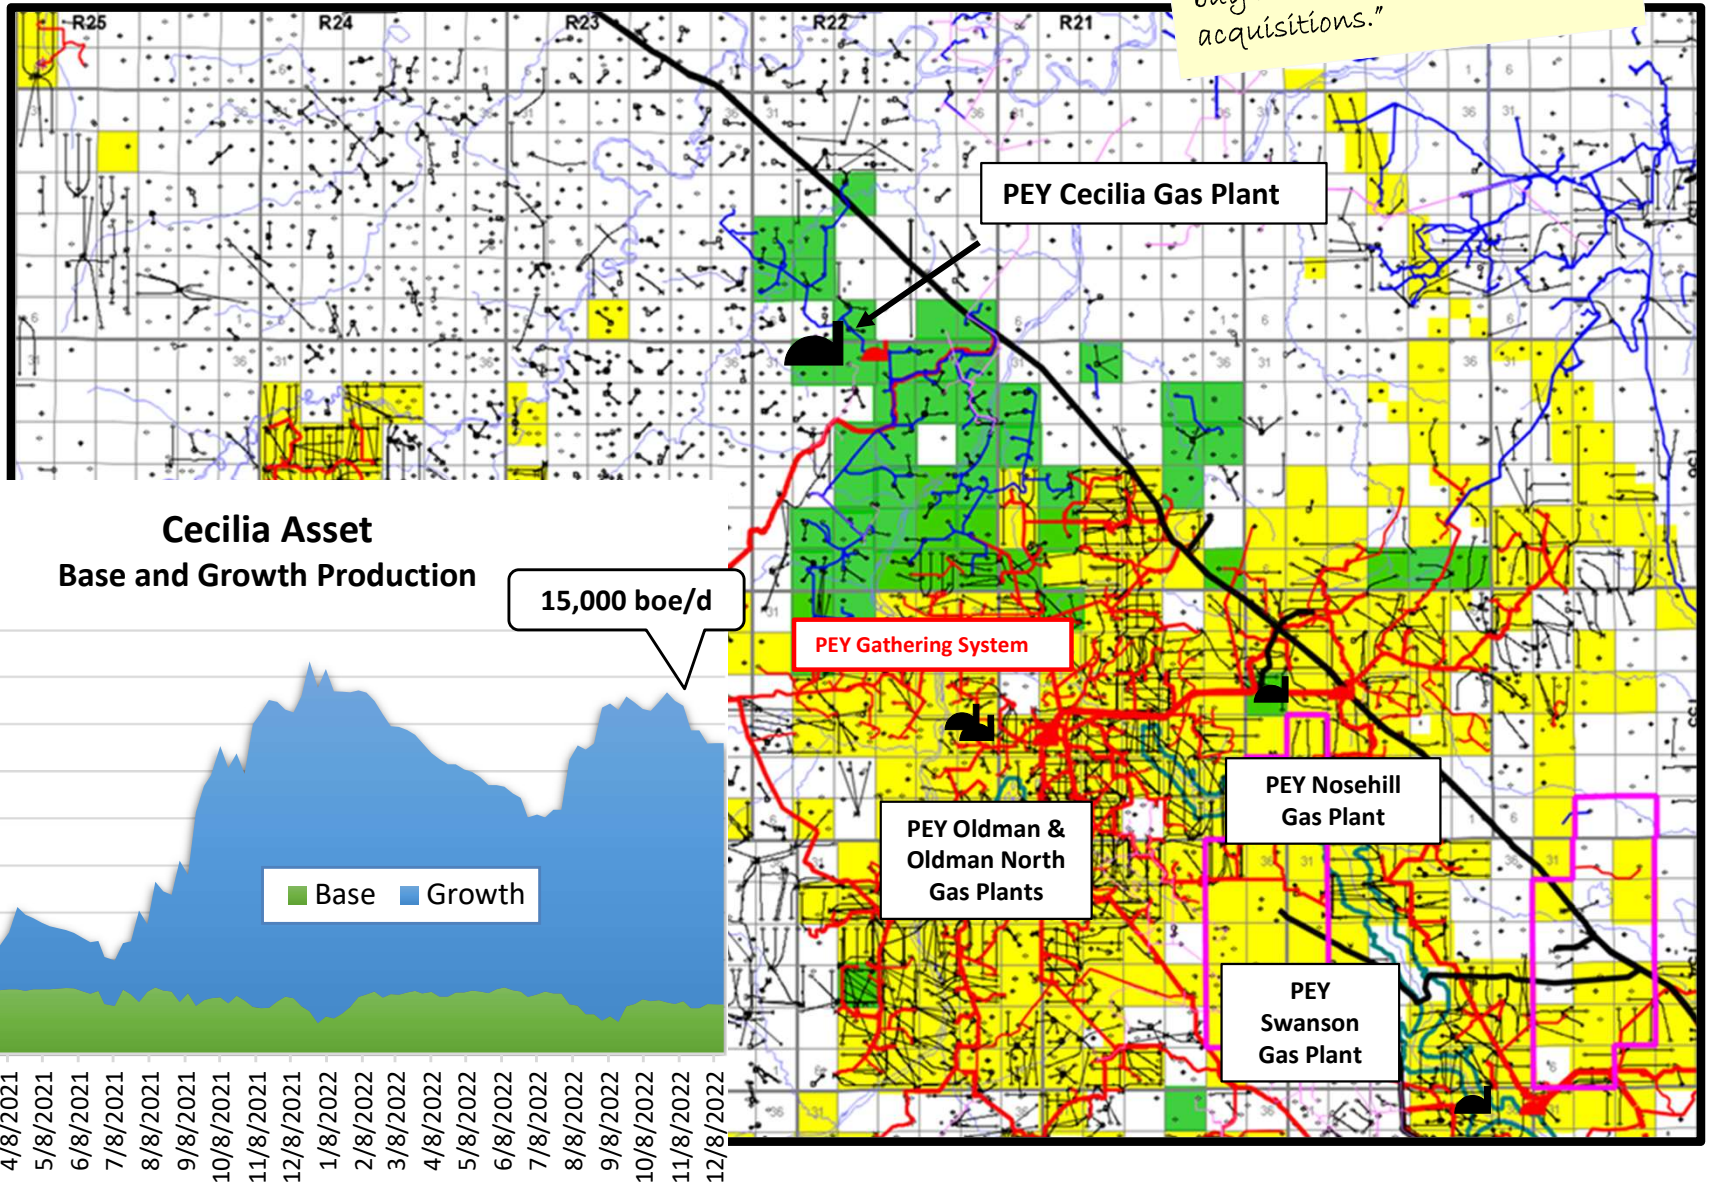 acquisitions."
R25
R24
R23
R22
R21
PEY Cecilia Gas Plant
Cecilia Asset
Base and Growth Production
15,000 boe/d
PEY Gathering System
PEY Nosehill
Gas Plant
PEY Oldman &
Oldman North
Gas Plants
Base
Growth
PEY
Swanson
Gas Plant
4/8/2021
5/8/2021
6/8/2021
7/8/2021
8/8/2021
9/8/2021
10/8/2021
11/8/2021
12/8/2021
1/8/2022
2/8/2022
3/8/2022
4/8/2022
5/8/2022
6/8/2022
7/8/2022
8/8/2022
9/8/2022
10/8/2022
11/8/2022
12/8/2022